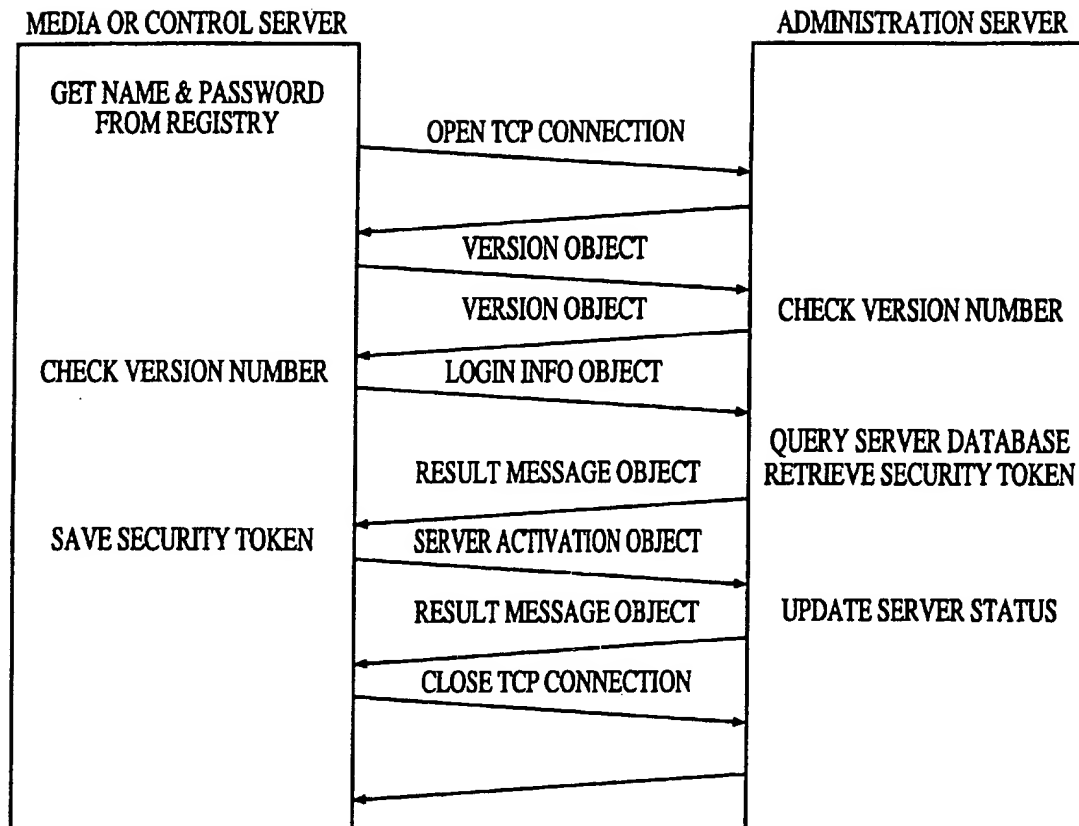 MEDIA OR CONTROL SERVER
ADMINISTRATION SERVER
GET NAME & PASSWORD
FROM REGISTRY
OPEN TCP CONNECTION
VERSION OBJECT
VERSION OBJECT
CHECK VERSION NUMBER
CHECK VERSION NUMBER
LOGIN INFO OBJECT
QUERY SERVER DATABASE
RETRIEVE SECURITY TOKEN
RESULT MESSAGE OBJECT
SAVE SECURITY TOKEN
SERVER ACTIVATION OBJECT
RESULT MESSAGE OBJECT
UPDATE SERVER STATUS
CLOSE TCP CONNECTION